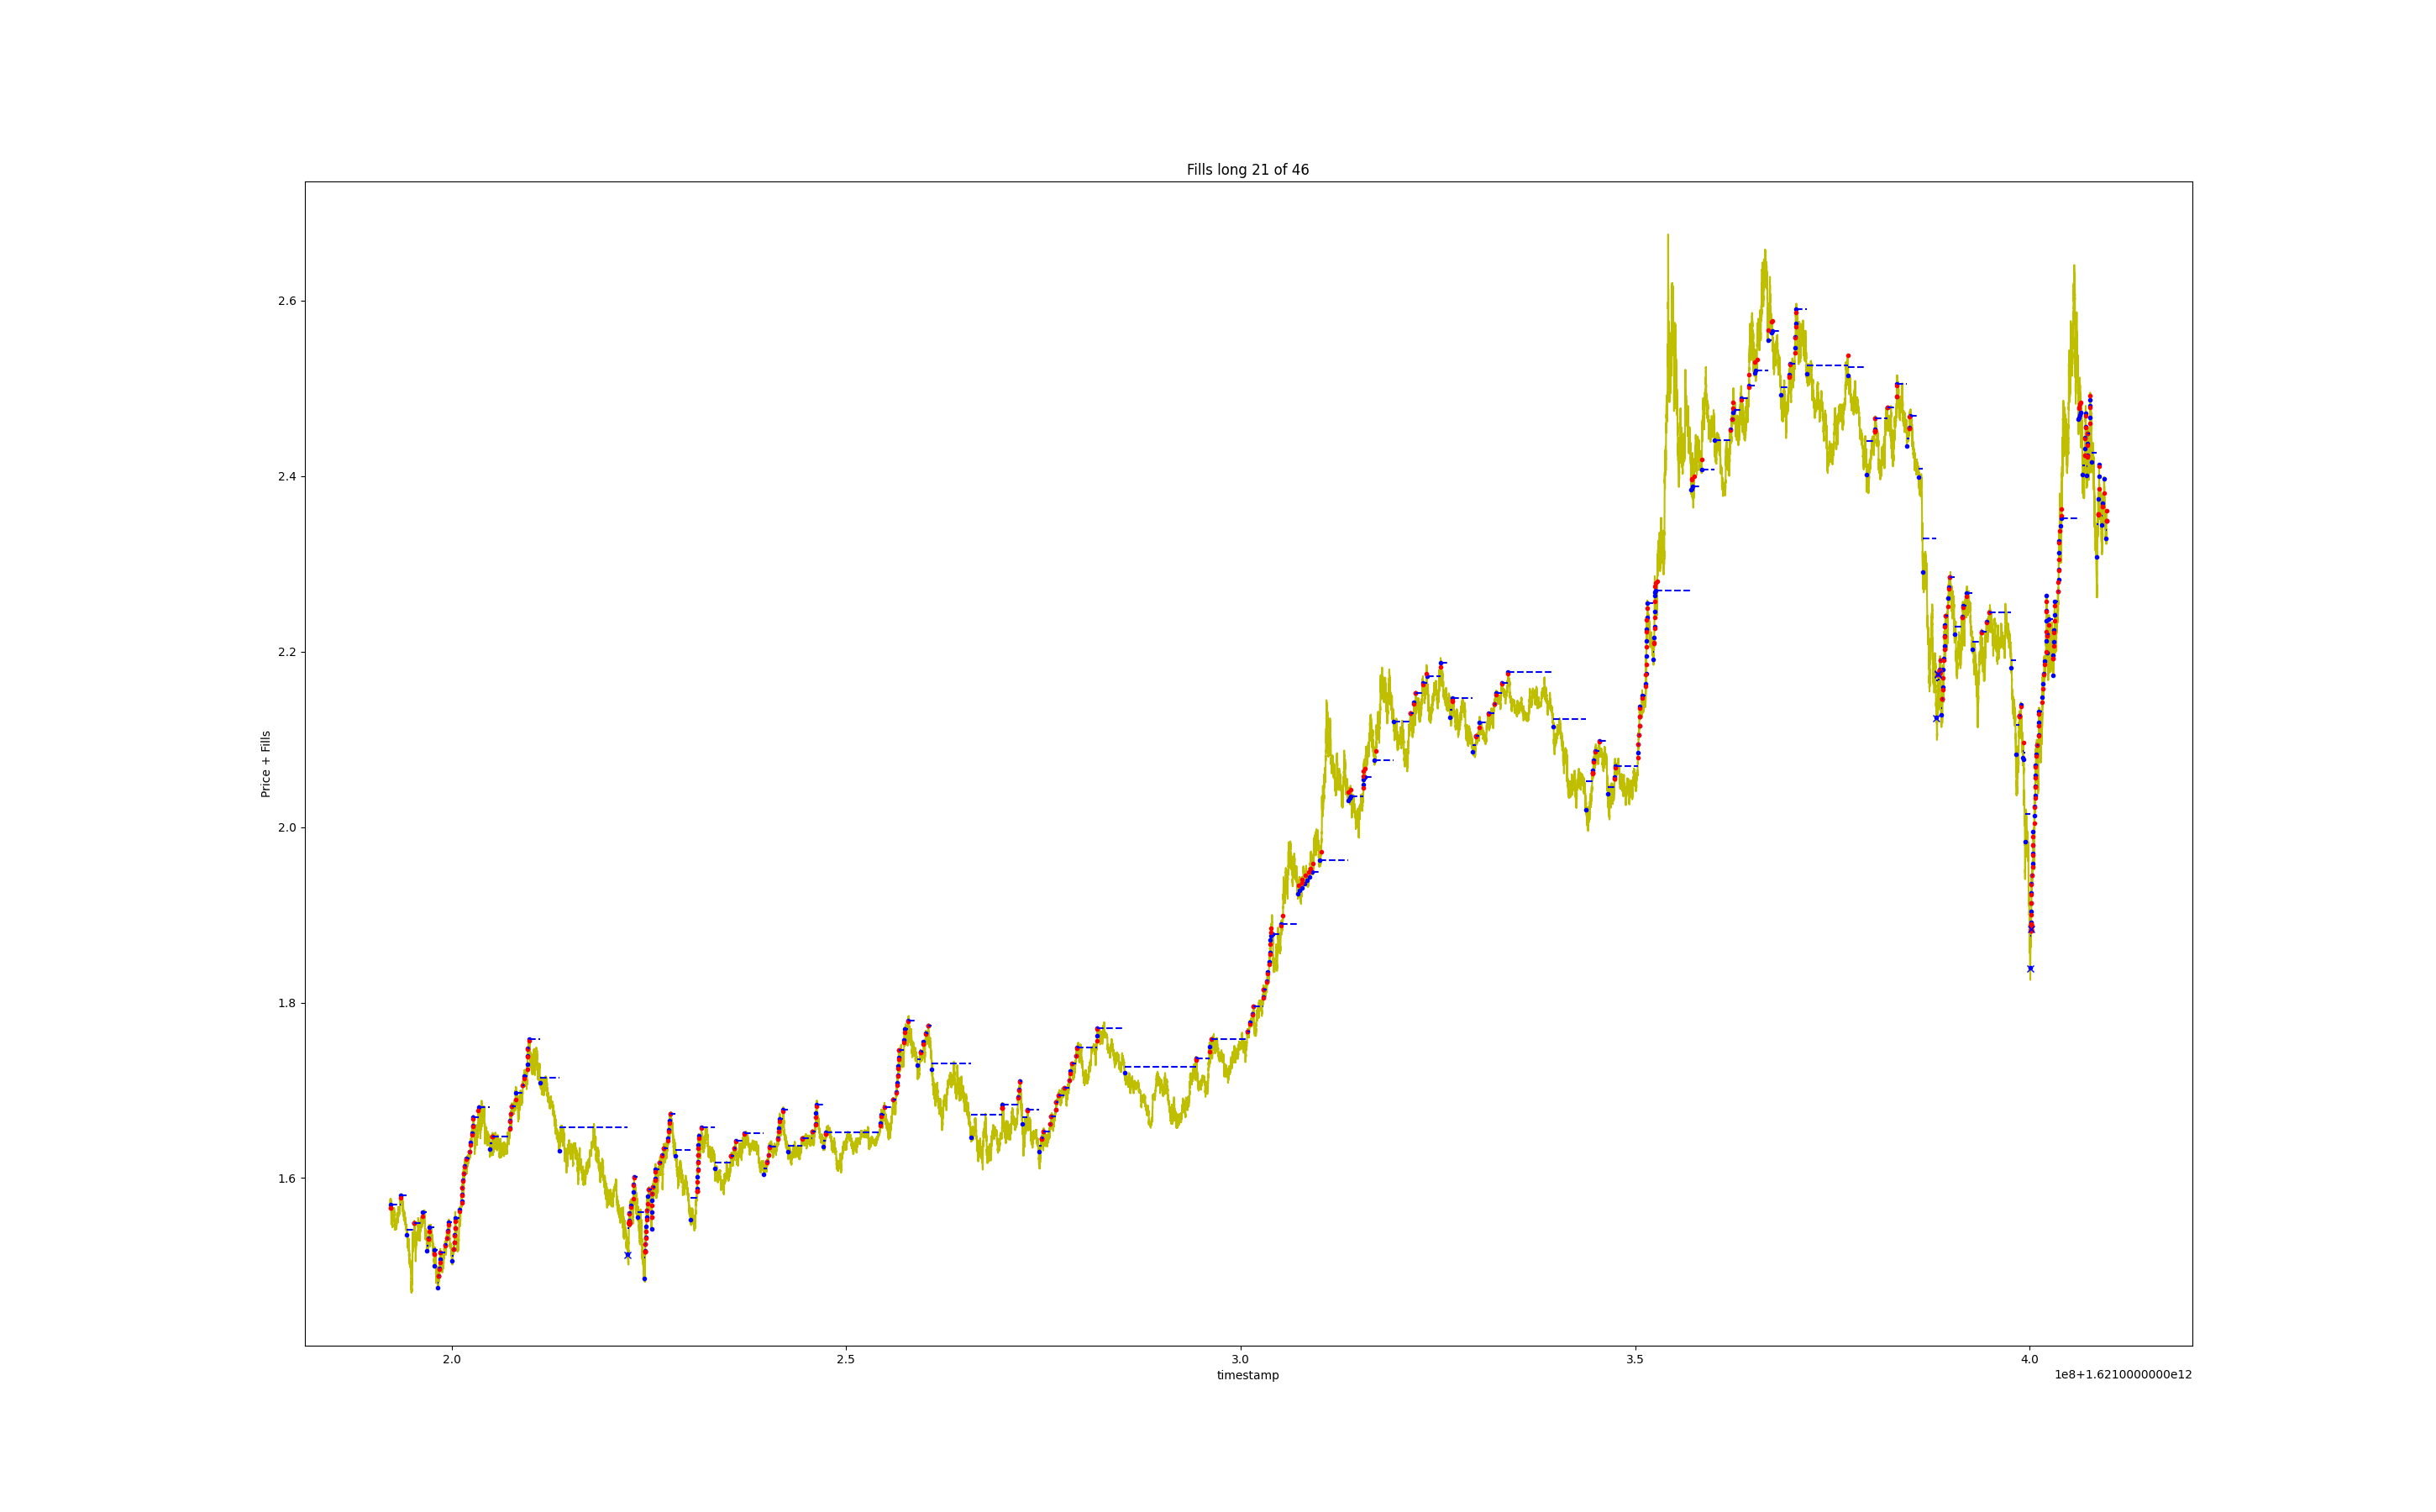 Fills long 21 of 46
Price + Fills
2.6
2.4
2.2
2.0
1.8
1.6
2.0
2.5
3.0
3.5
4.0
timestamp
1e8+1.6210000000e12